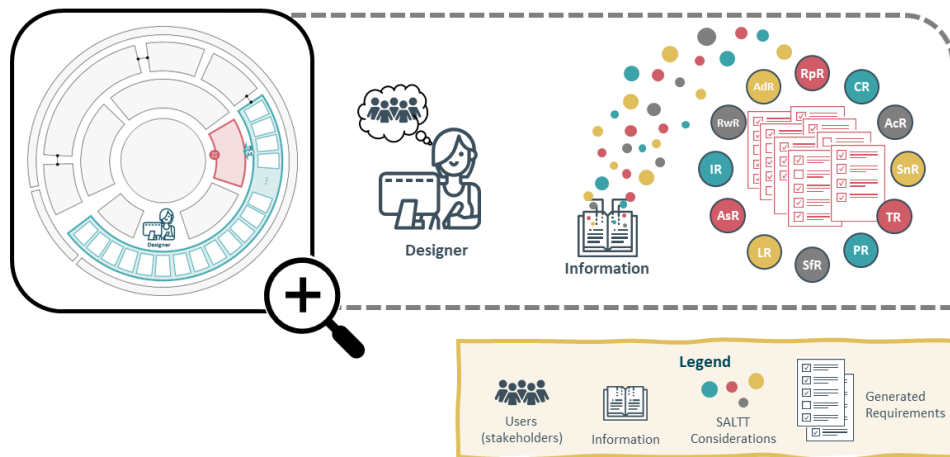 Designer
Designer
Information
RpR
CR
AcR
SnR
TR
PR
SfR
LR
AsR
IR
RwR
AdR
Legend
Users
(stakeholders)
Information
SALTT
Considerations
Generated
Requirements